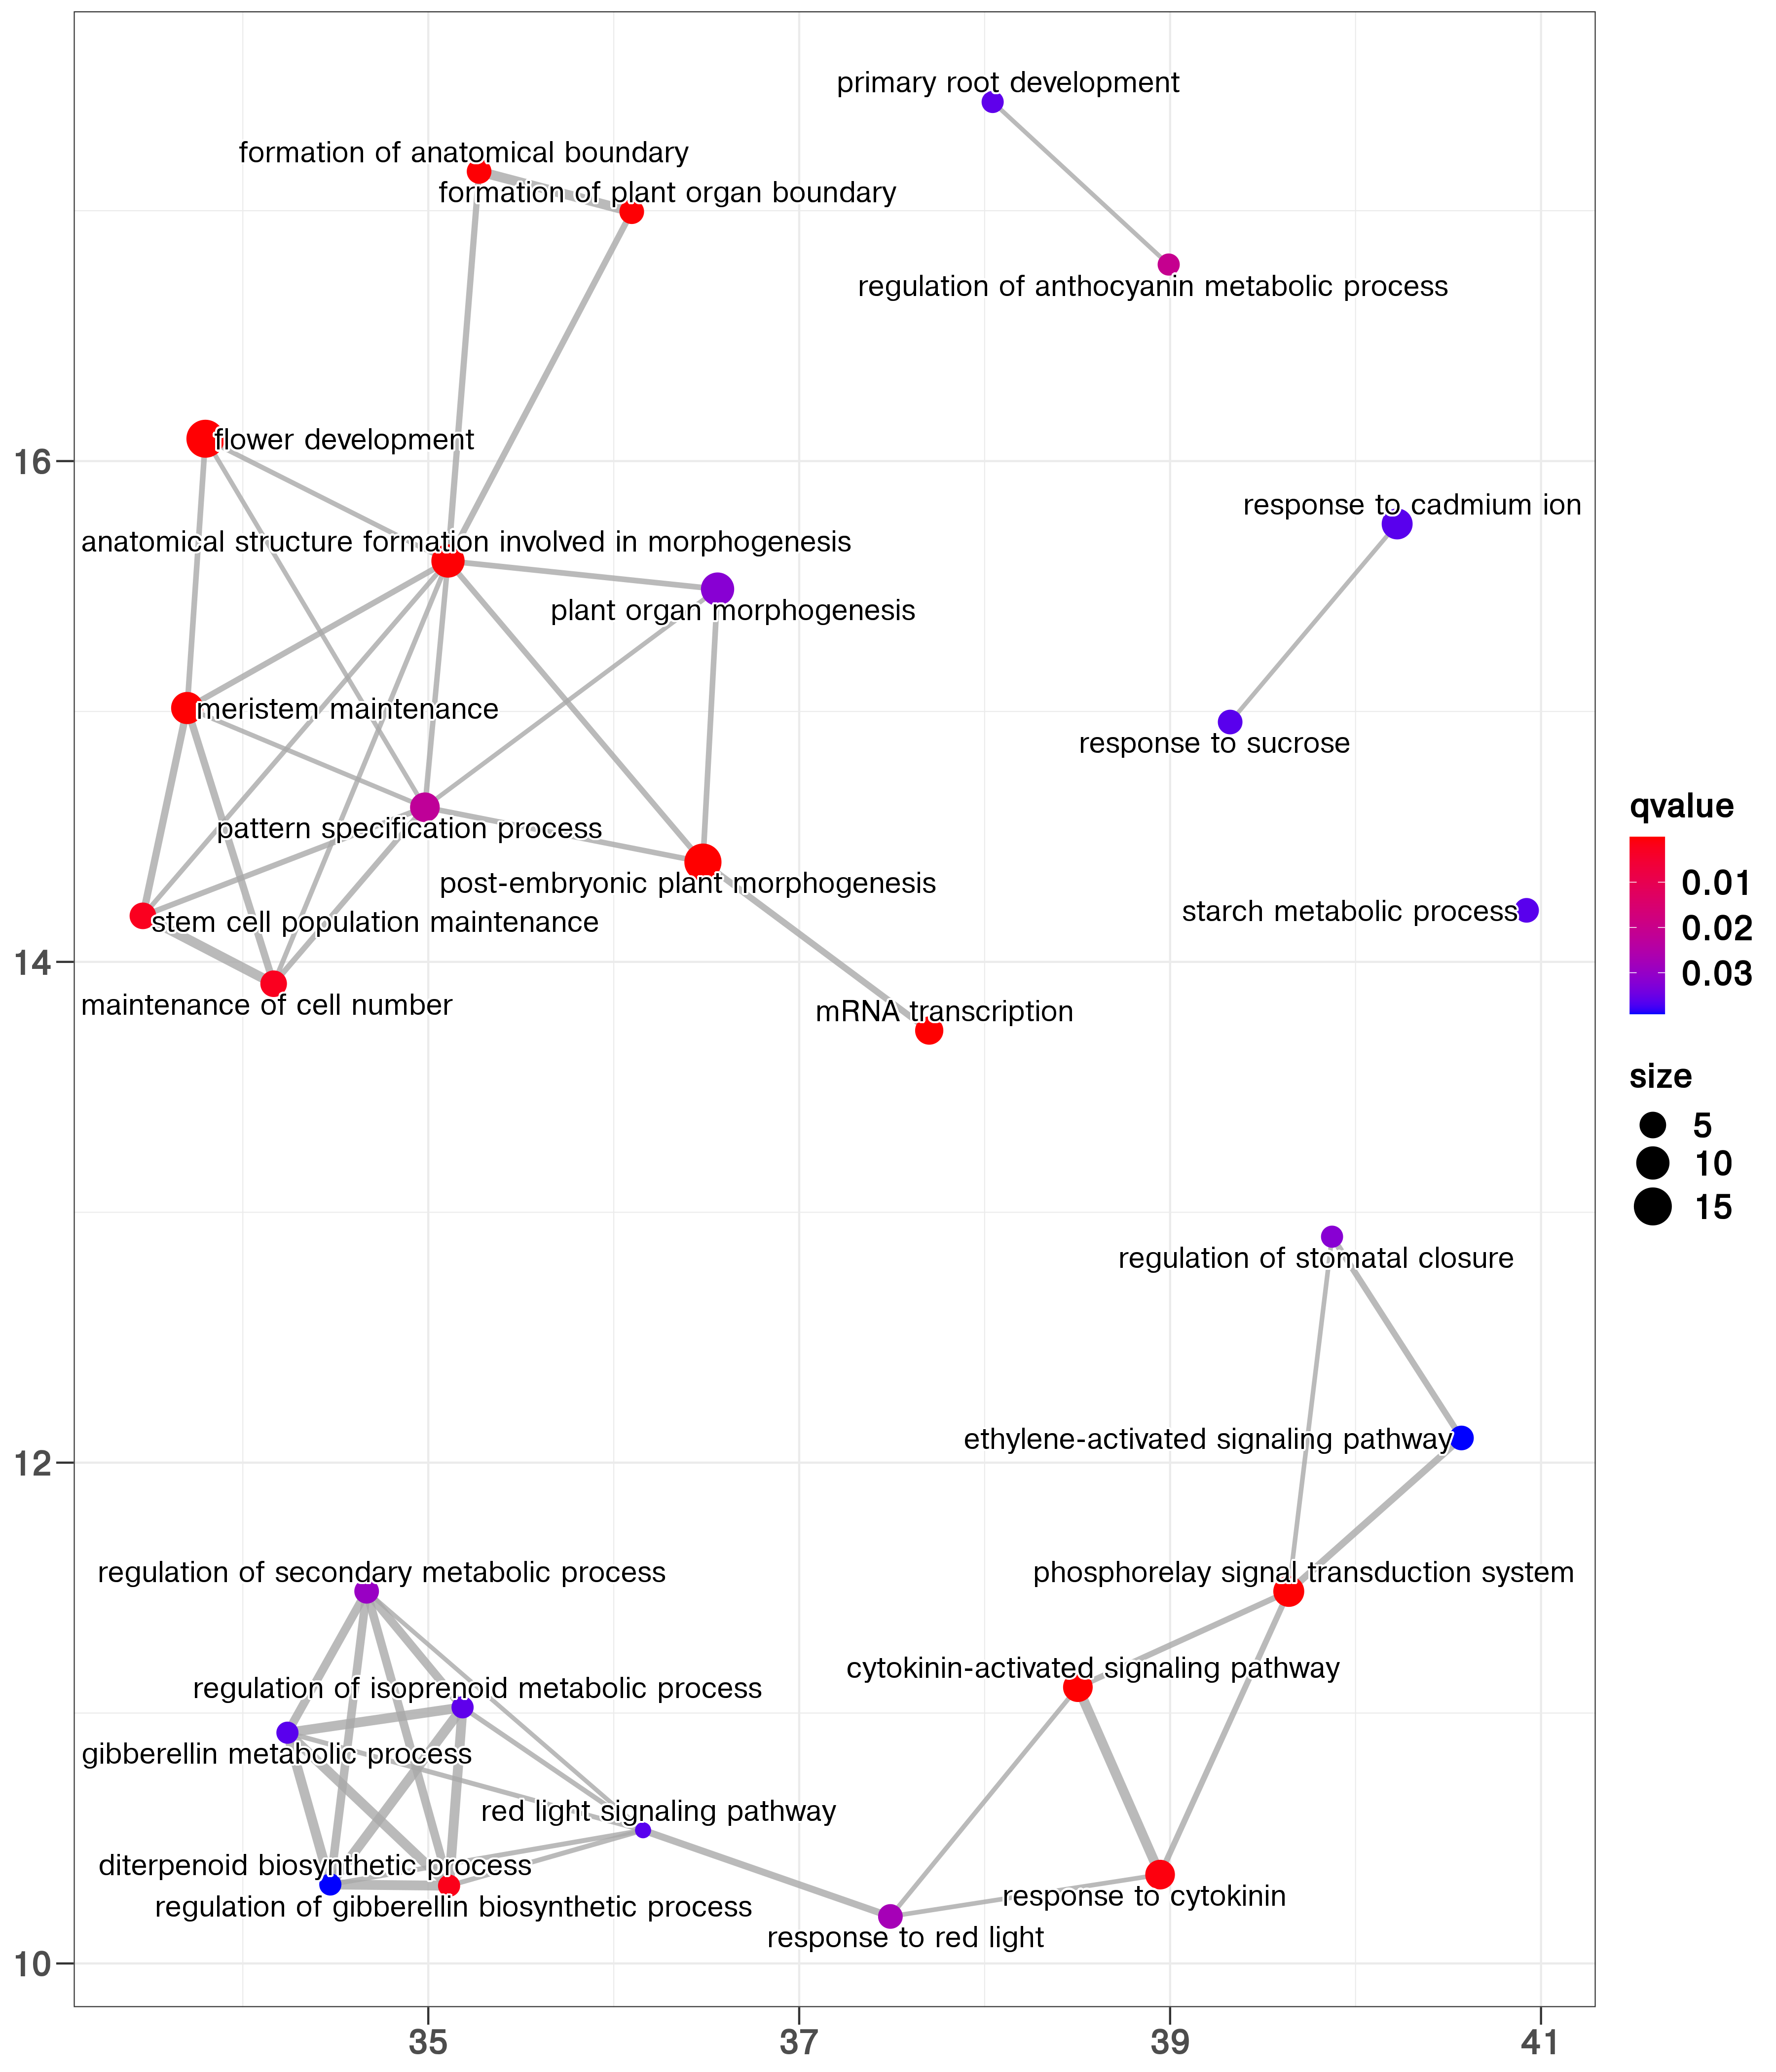 primary root development
formation of anatomical boundary
formation of plant organ boundary
regulation of anthocyanin metabolic process
flower development
16
response to cadmium ion
anatomical structure formation involved in morphogenesis
plant organ morphogenesis
meristem maintenance
response to sucrose
qvalue
0.01
0.02
0.03
pattern specification process
post-embryonic plant morphogenesis
starch metabolic process
stem cell population maintenance
14
maintenance of cell number
mRNA transcription
size
5
10
15
regulation of stomatal closure
ethylene-activated signaling pathway
12
regulation of secondary metabolic process
phosphorelay signal transduction system
cytokinin-activated signaling pathway
regulation of isoprenoid metabolic process
gibberellin metabolic process
red light signaling pathway
diterpenoid biosynthetic process
response to cytokinin
regulation of gibberellin biosynthetic process
response to red light
10
35
37
39
41